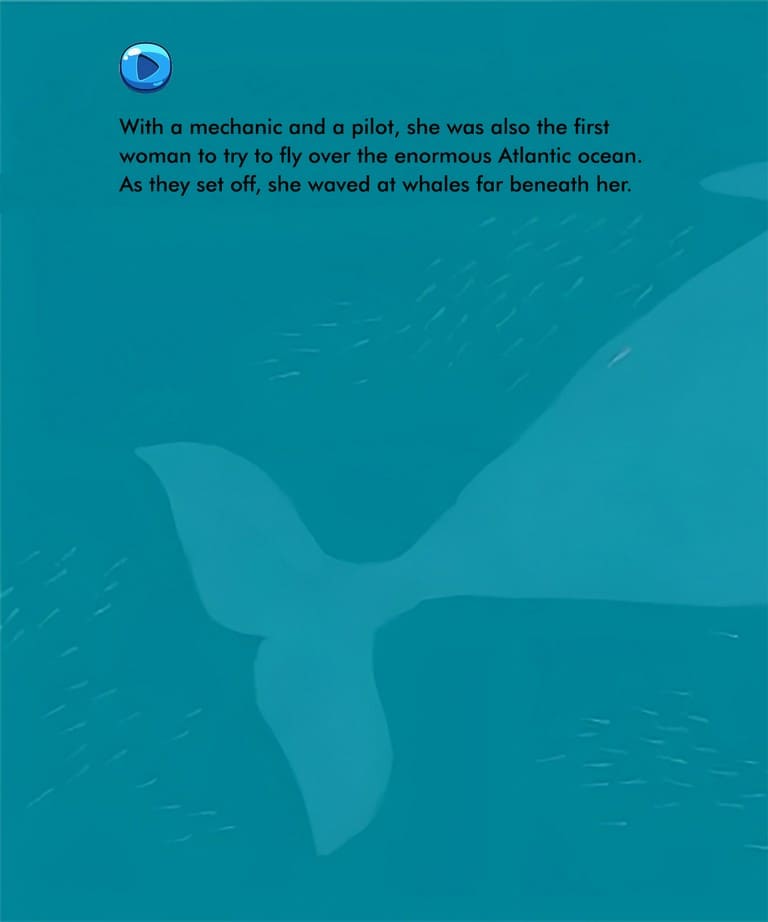 With a mechanic and a pilot, she was also the first
woman to try to fly over the enormous Atlantic ocean.
As they set off, she waved at whales far beneath her.